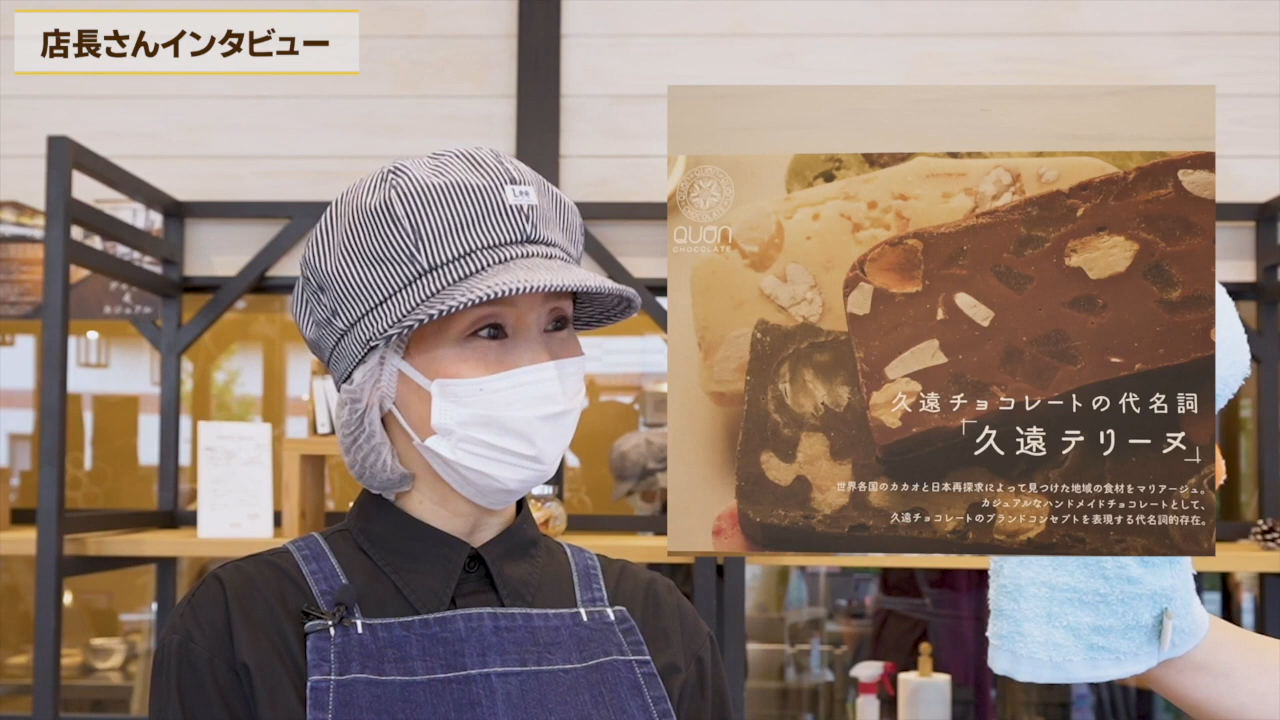 店長さんインタビュー
Lee
QUON
CHOCOLATE
久遠チョコレートの代名詞
「久遠テリーヌ」
世界各国のカカオと日本再探求によって見つけた地域の食材をマリアージュ。
カジュアルなハンドメイドチョコレートとして、
久遠チョコレートのブランドコンセプトを表現する代名詞的存在。